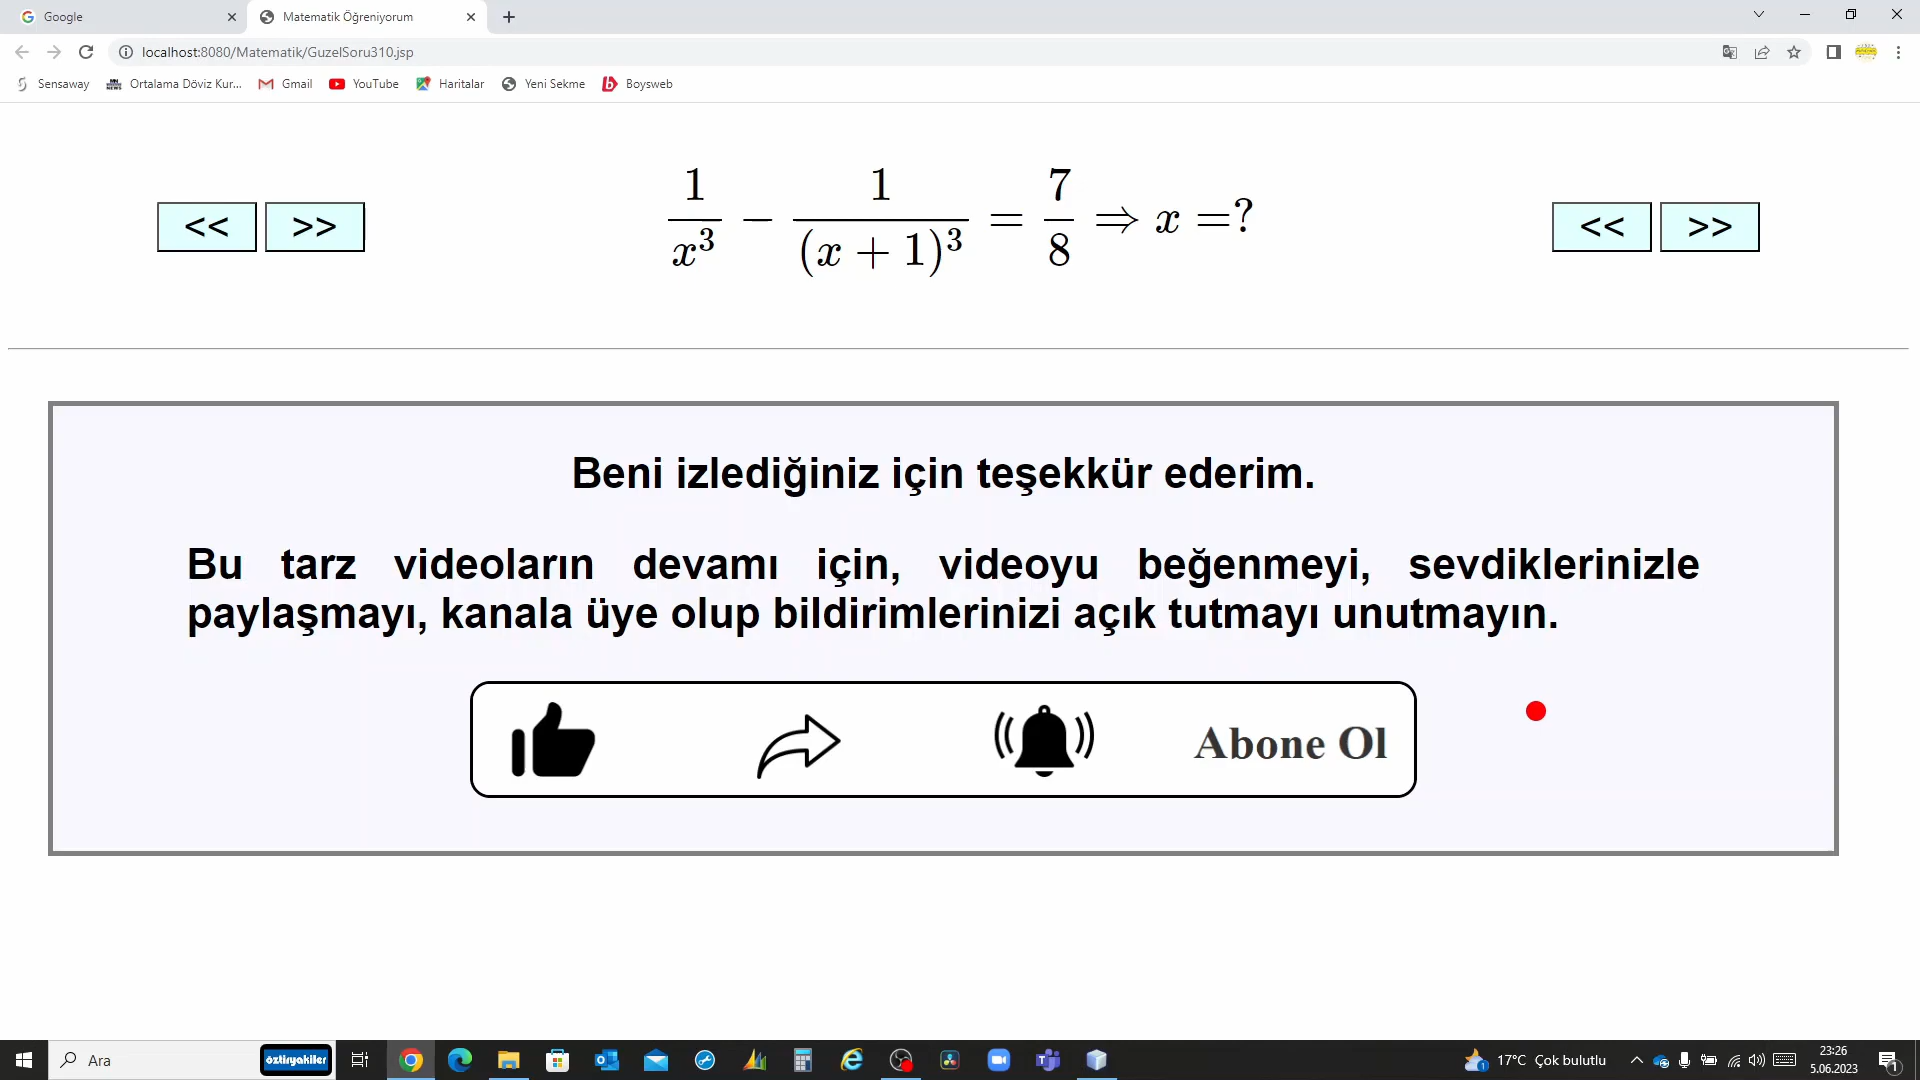 Google
Matematik Öğreniyorum
localhost:8080/Matematik/GuzelSoru310.jsp
Sensaway
Ortalama Döviz Kur...
Gmail
YouTube
Haritalar
Yeni Sekme
Boysweb
<< >>
1/x³ − 1/(x + 1)³ = 7/8 ⇒ x =?
<< >>
Beni izlediğiniz için teşekkür ederim.
Bu tarz videoların devamı için, videoyu beğenmeyi, sevdiklerinizle
paylaşmayı, kanala üye olup bildirimlerinizi açık tutmayı unutmayın.
Abone Ol
Ara
öztiryakiler
17°C Çok bulutlu
23:26
5.06.2023